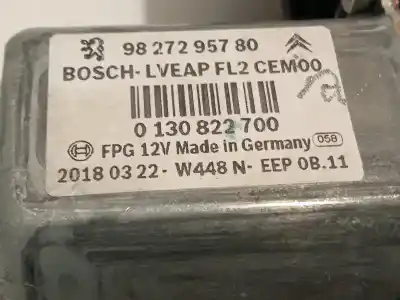 98 272 957 80
BOSCH- LVEAP FL2 CEM00
0 130 822 700
FPG 12V Made in Germany 058
2018 03 22- W448 N- EEP 0B.11